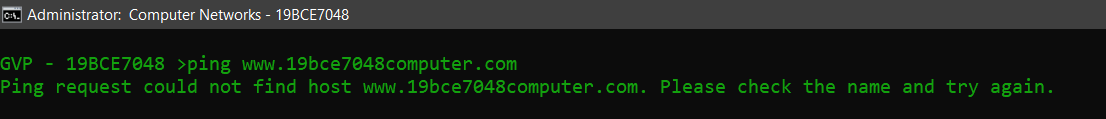 Administrator: Computer Networks - 19BCE7048
GVP - 19BCE7048 >ping www.19bce7048computer.com
Ping request could not find host www.19bce7048computer.com. Please check the name and try again.